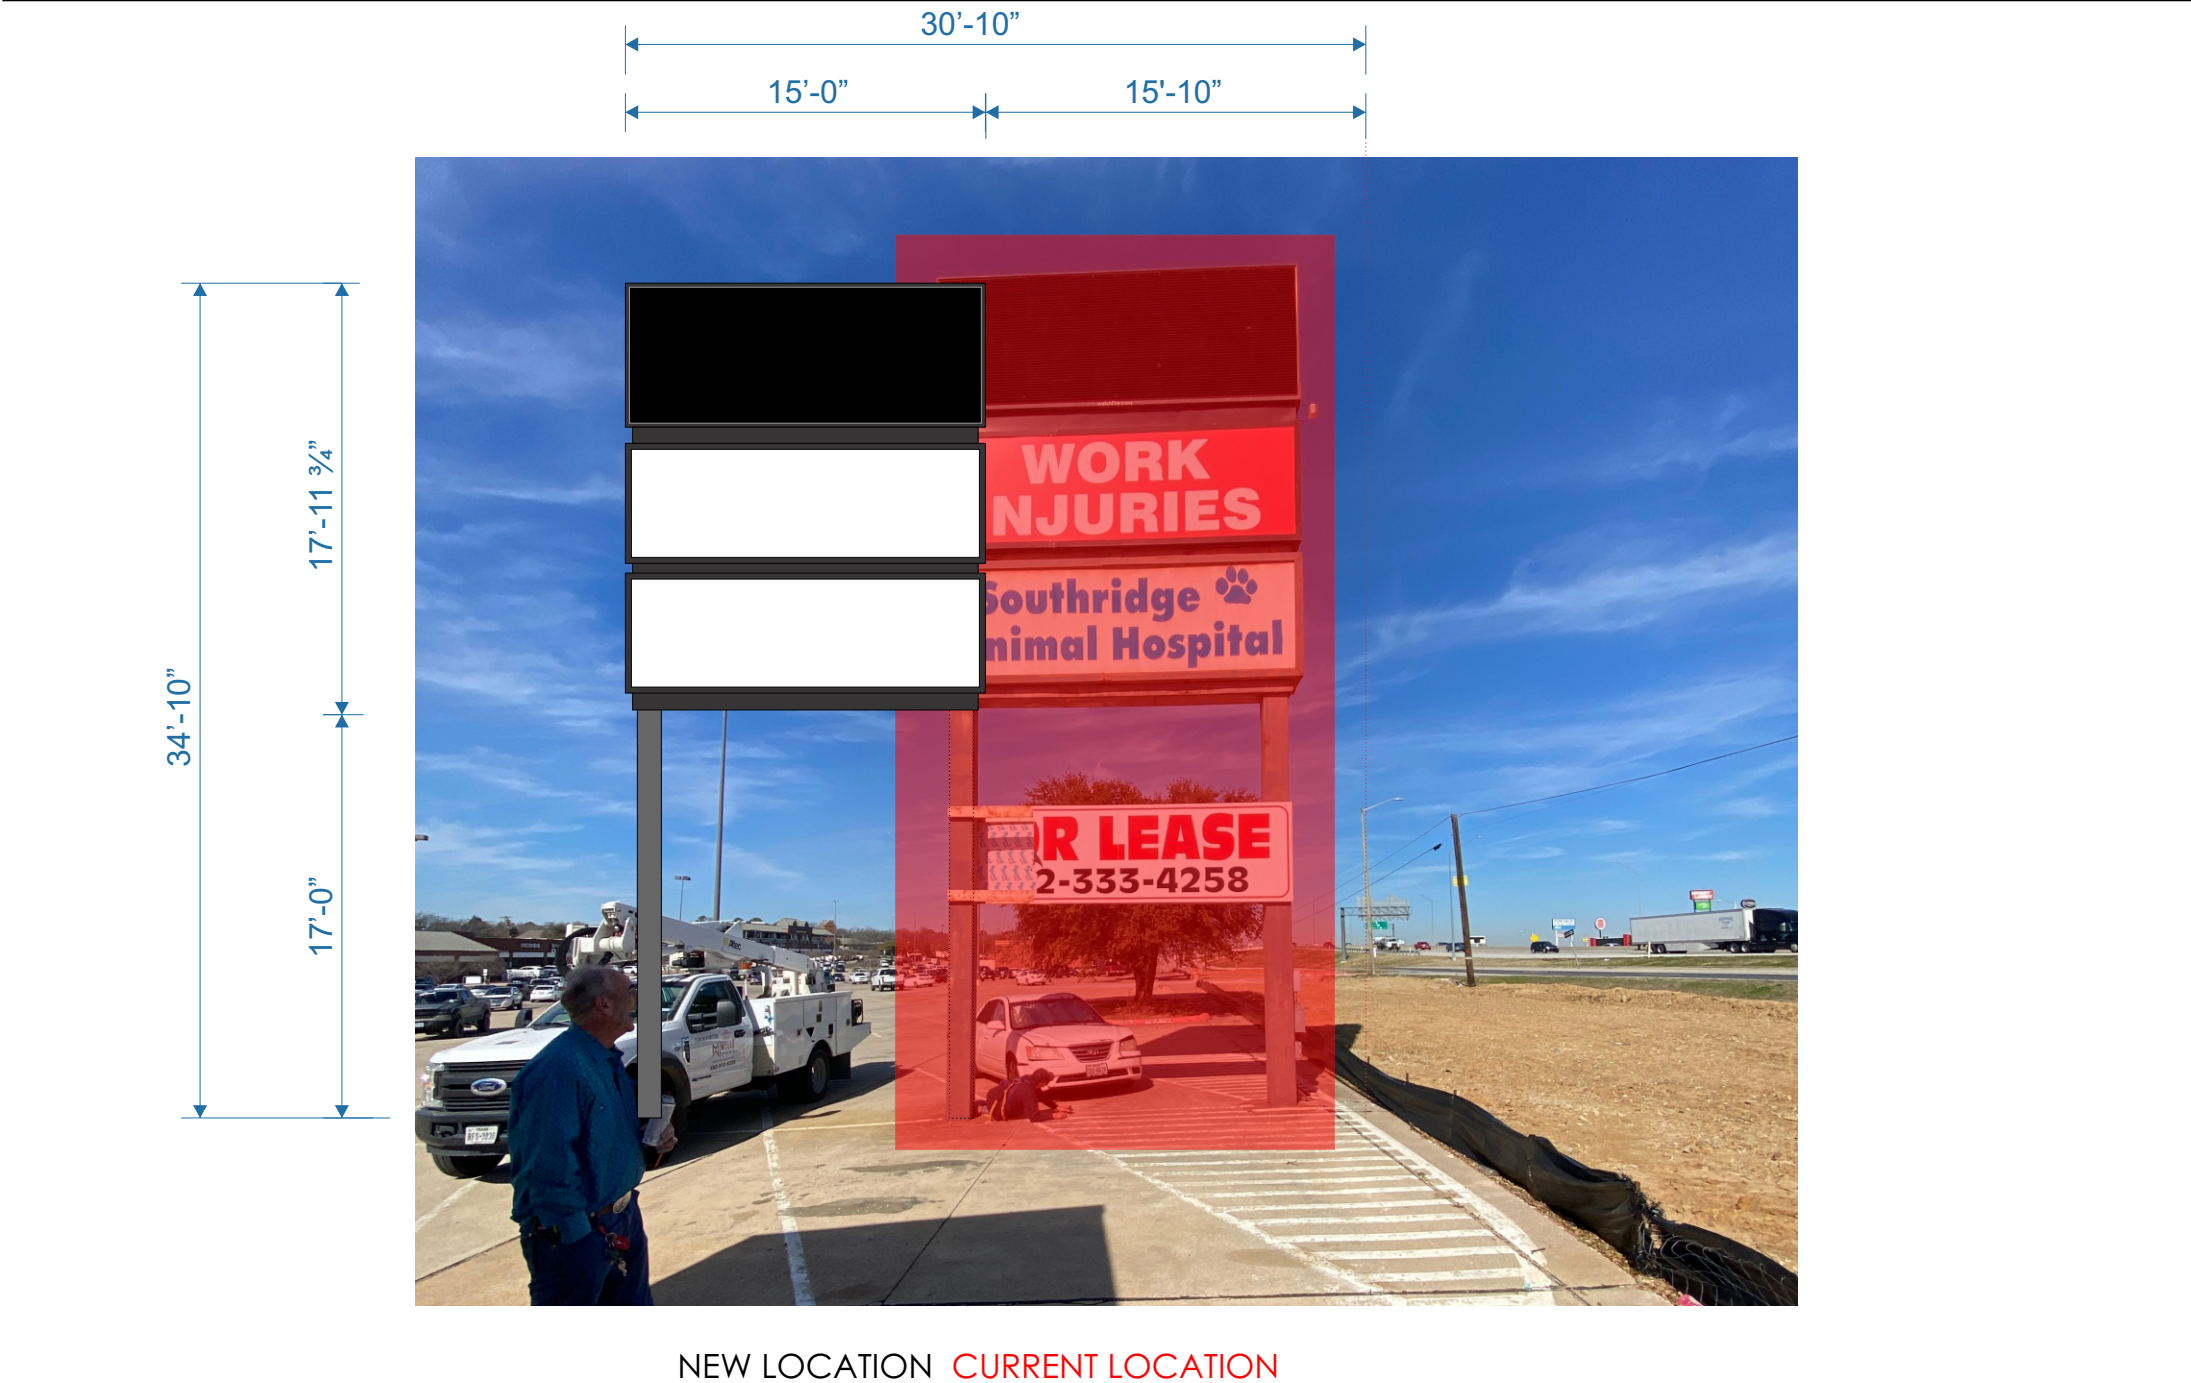 30’-10”
15’-0”
15'-10”
17’-11 ¾”
34’-10”
17’-0”
WORK
NJURIES
Southridge
nimal Hospital
R LEASE
2-333-4258
Ford
NEW LOCATION CURRENT LOCATION